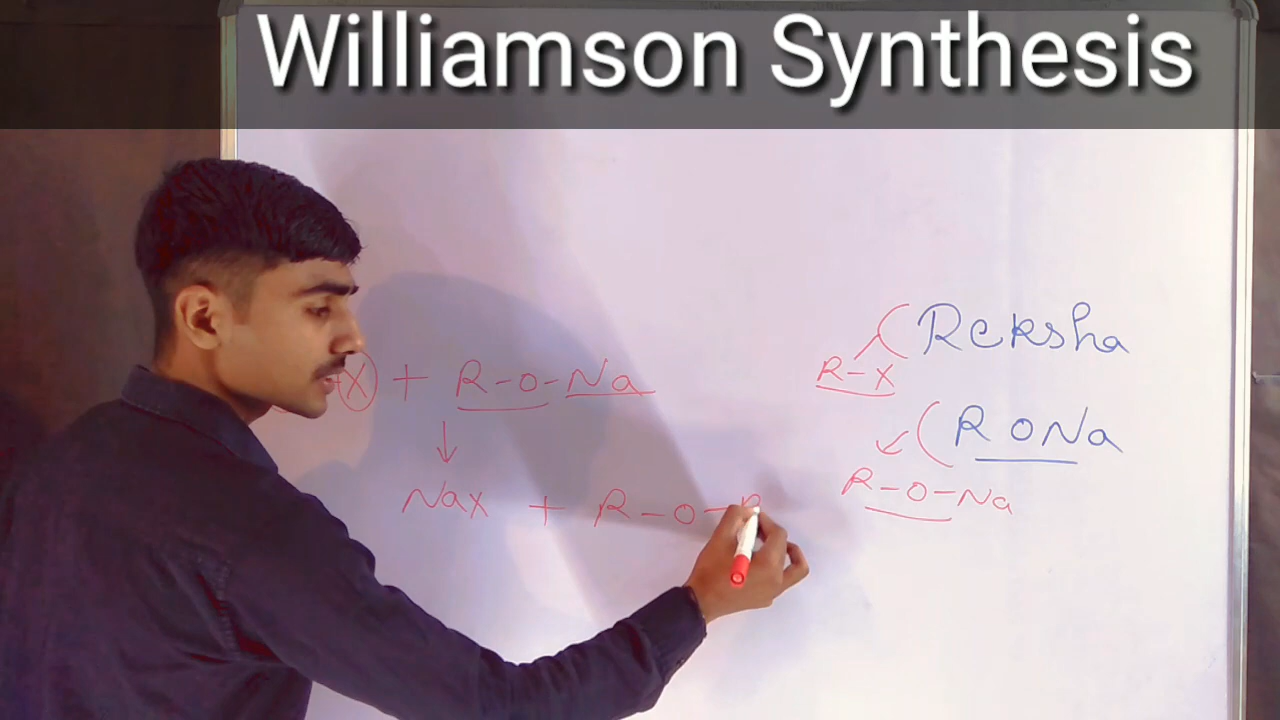 Williamson Synthesis
Reksha
R-X
X + R-O-Na
RONa
↓
R-O-Na
NaX + R-O-R